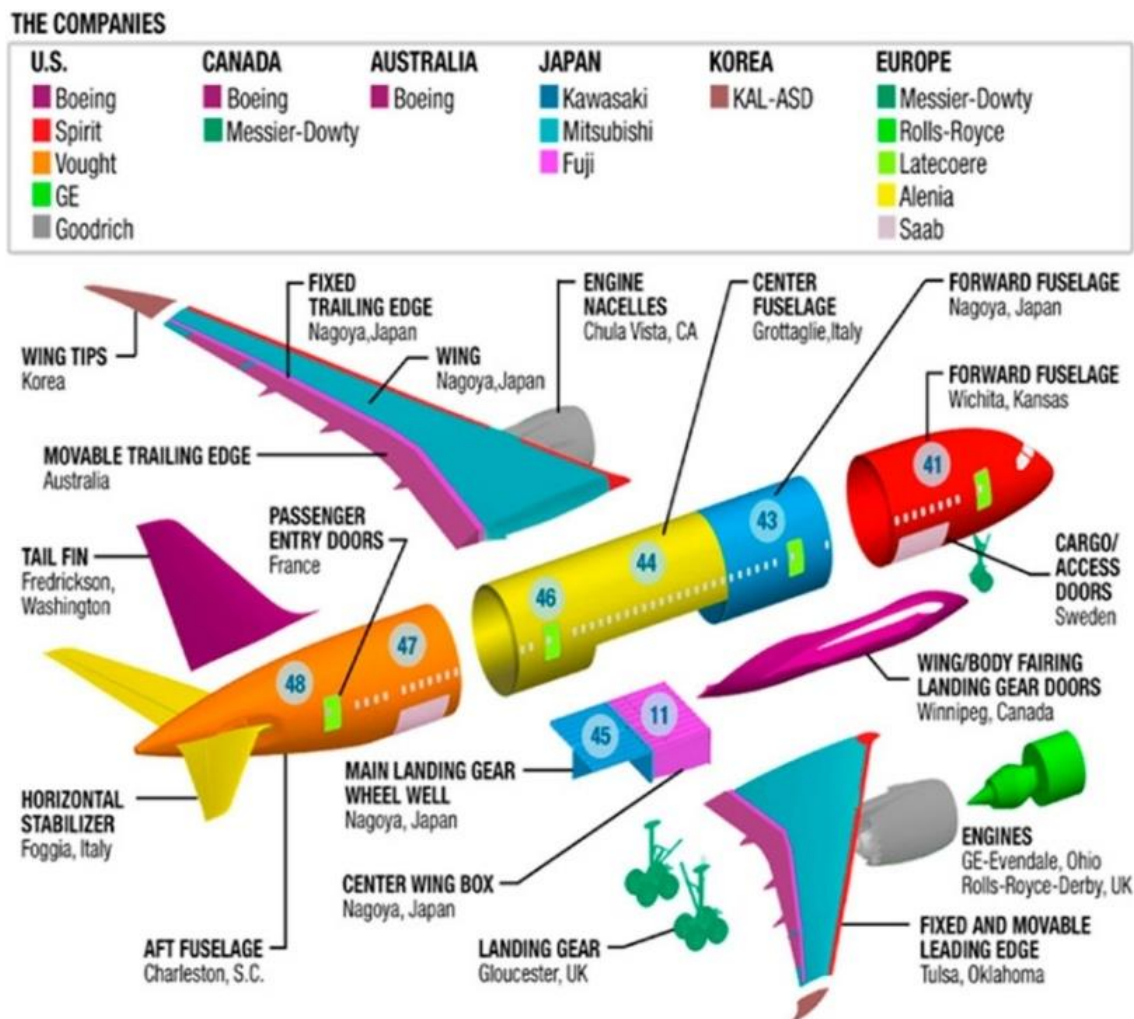 THE COMPANIES
U.S.
Boeing
Spirit
Vought
GE
Goodrich
CANADA
Boeing
Messier-Dowty
AUSTRALIA
Boeing
JAPAN
Kawasaki
Mitsubishi
Fuji
KOREA
KAL-ASD
EUROPE
Messier-Dowty
Rolls-Royce
Latecoere
Alenia
Saab
FIXED
TRAILING EDGE
Nagoya,Japan
ENGINE
NACELLES
Chula Vista, CA
CENTER
FUSELAGE
Grottaglie,Italy
FORWARD FUSELAGE
Nagoya, Japan
WING TIPS
Korea
WING
Nagoya,Japan
FORWARD FUSELAGE
Wichita, Kansas
MOVABLE TRAILING EDGE
Australia
41
43
44
46
47
48
PASSENGER
ENTRY DOORS
France
TAIL FIN
Fredrickson,
Washington
CARGO/
ACCESS
DOORS
Sweden
WING/BODY FAIRING
LANDING GEAR DOORS
Winnipeg, Canada
11
45
MAIN LANDING GEAR
WHEEL WELL
Nagoya, Japan
HORIZONTAL
STABILIZER
Foggia, Italy
ENGINES
GE-Evendale, Ohio
Rolls-Royce-Derby, UK
CENTER WING BOX
Nagoya, Japan
AFT FUSELAGE
Charleston, S.C.
LANDING GEAR
Gloucester, UK
FIXED AND MOVABLE
LEADING EDGE
Tulsa, Oklahoma